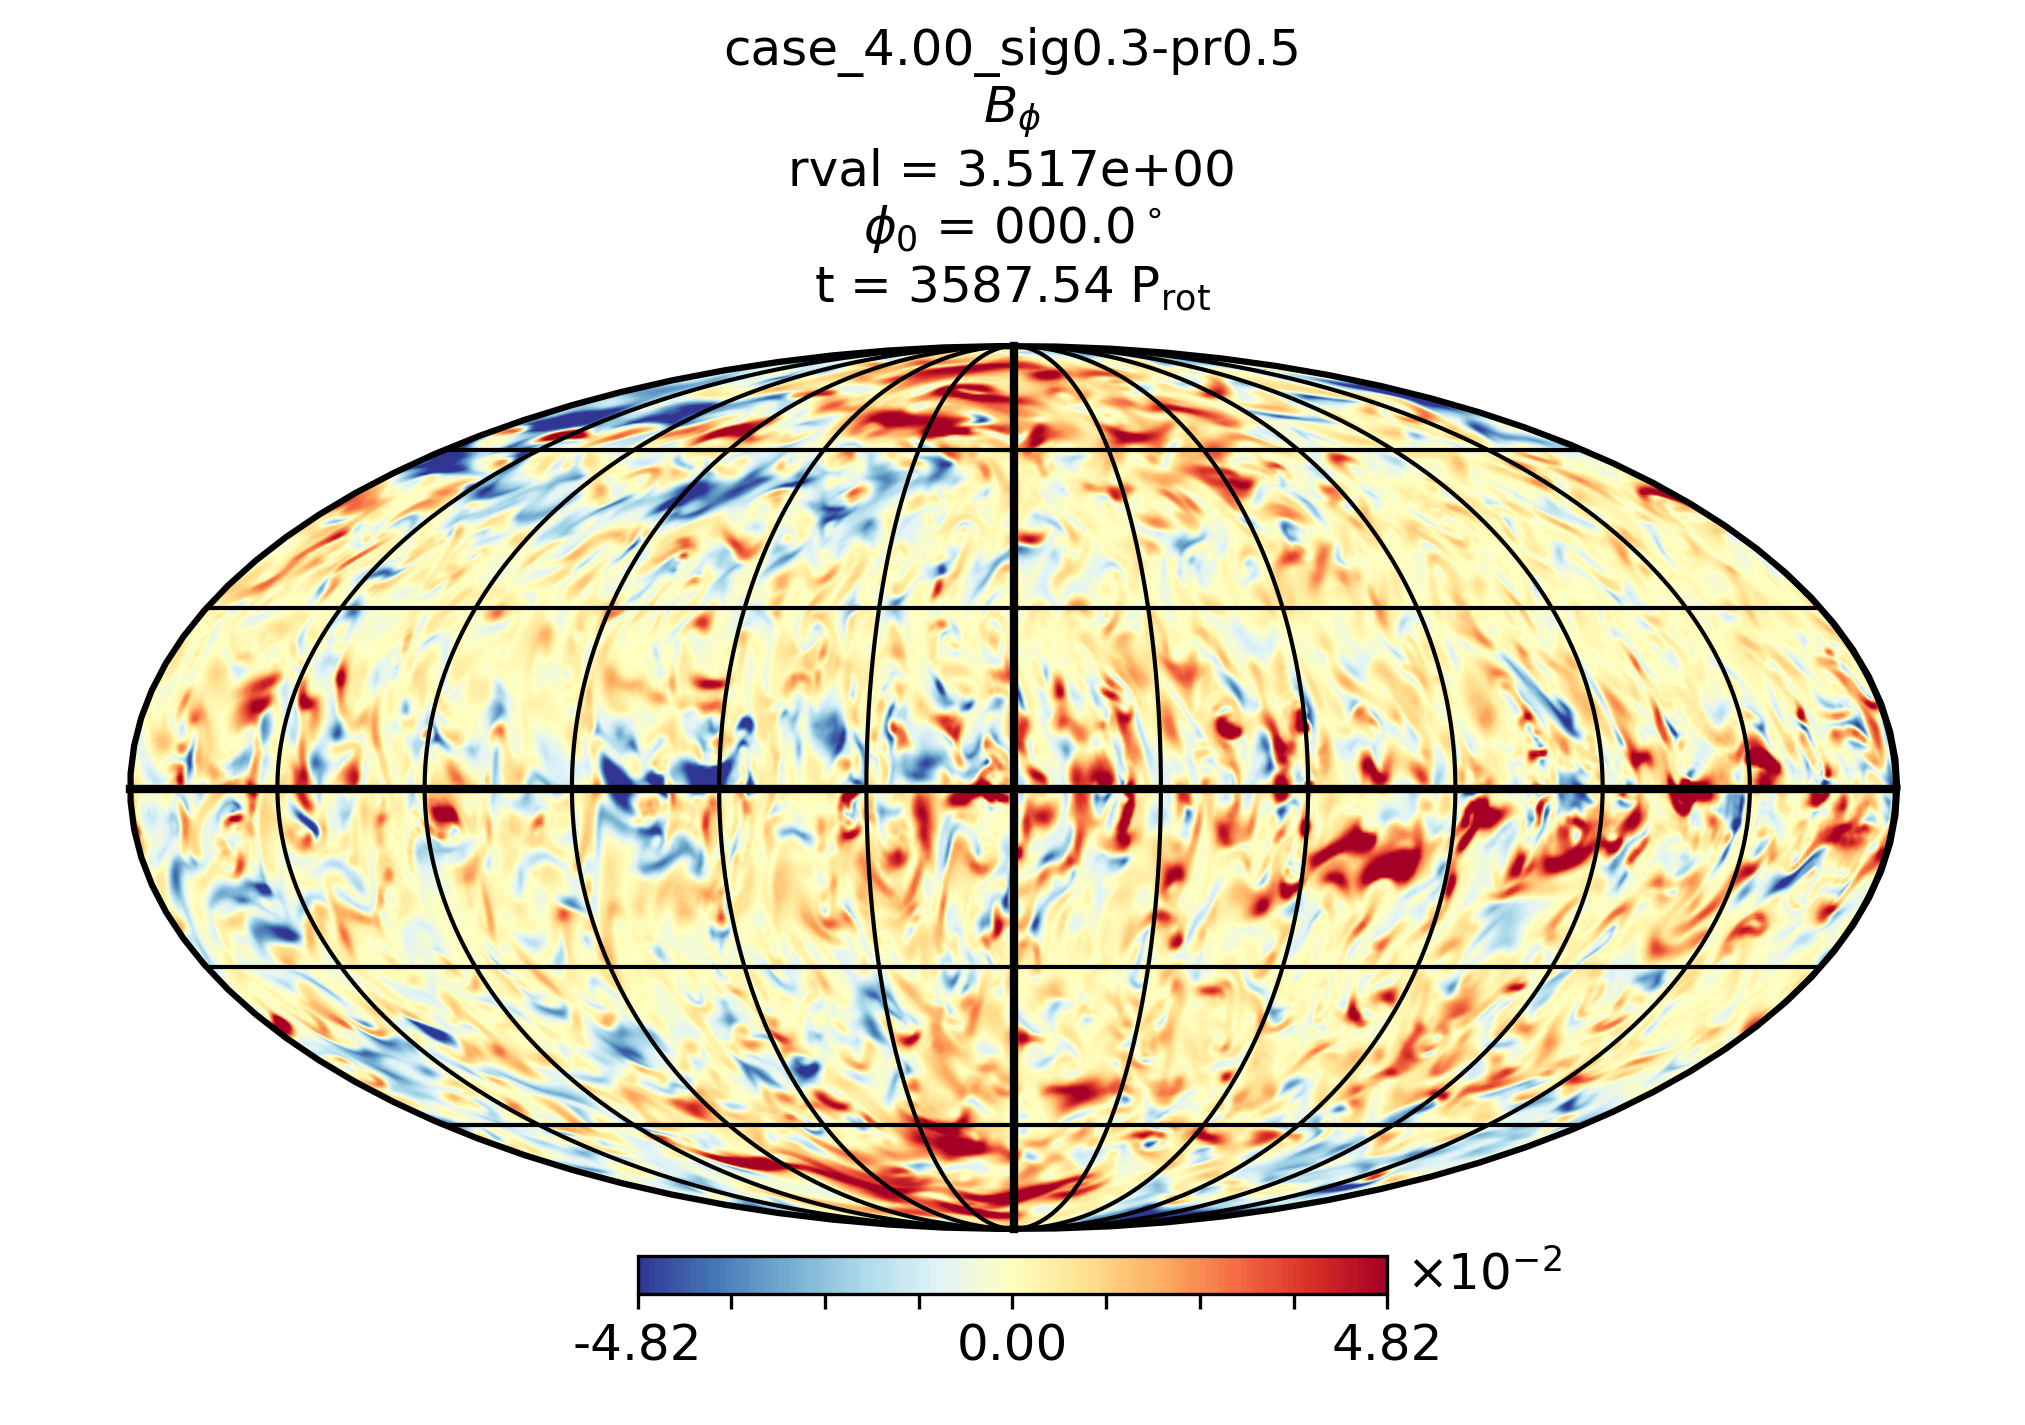 case_4.00_sig0.3-pr0.5
B_ϕ
rval = 3.517e+00
ϕ₀ = 000.0°
t = 3587.54 P_rot
×10⁻²
-4.82 0.00 4.82